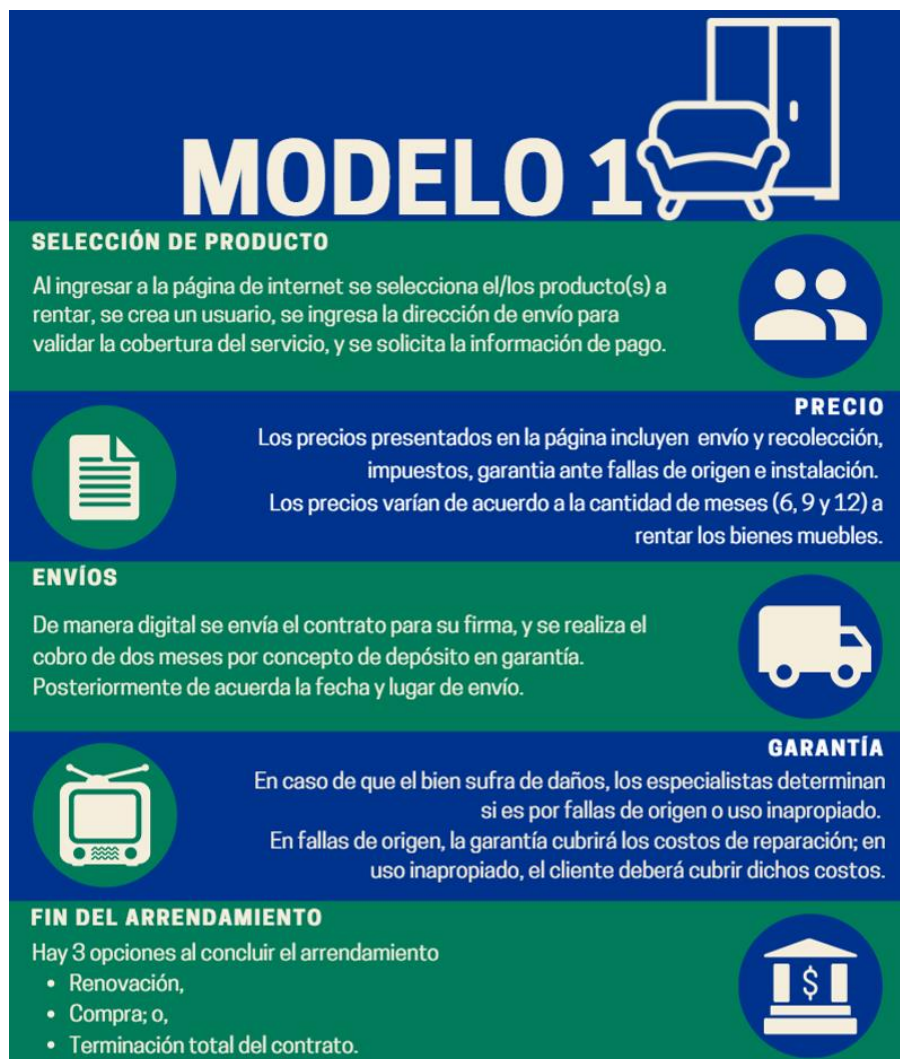 MODELO 1
SELECCIÓN DE PRODUCTO
Al ingresar a la página de internet se selecciona el/los producto(s) a
rentar, se crea un usuario, se ingresa la dirección de envío para
validar la cobertura del servicio, y se solicita la información de pago.
PRECIO
Los precios presentados en la página incluyen envío y recolección,
impuestos, garantia ante fallas de origen e instalación.
Los precios varían de acuerdo a la cantidad de meses (6, 9 y 12) a
rentar los bienes muebles.
ENVÍOS
De manera digital se envía el contrato para su firma, y se realiza el
cobro de dos meses por concepto de depósito en garantía.
Posteriormente de acuerda la fecha y lugar de envío.
GARANTÍA
En caso de que el bien sufra de daños, los especialistas determinan
si es por fallas de origen o uso inapropiado.
En fallas de origen, la garantía cubrirá los costos de reparación; en
uso inapropiado, el cliente deberá cubrir dichos costos.
FIN DEL ARRENDAMIENTO
Hay 3 opciones al concluir el arrendamiento
• Renovación,
• Compra; o,
• Terminación total del contrato.
$